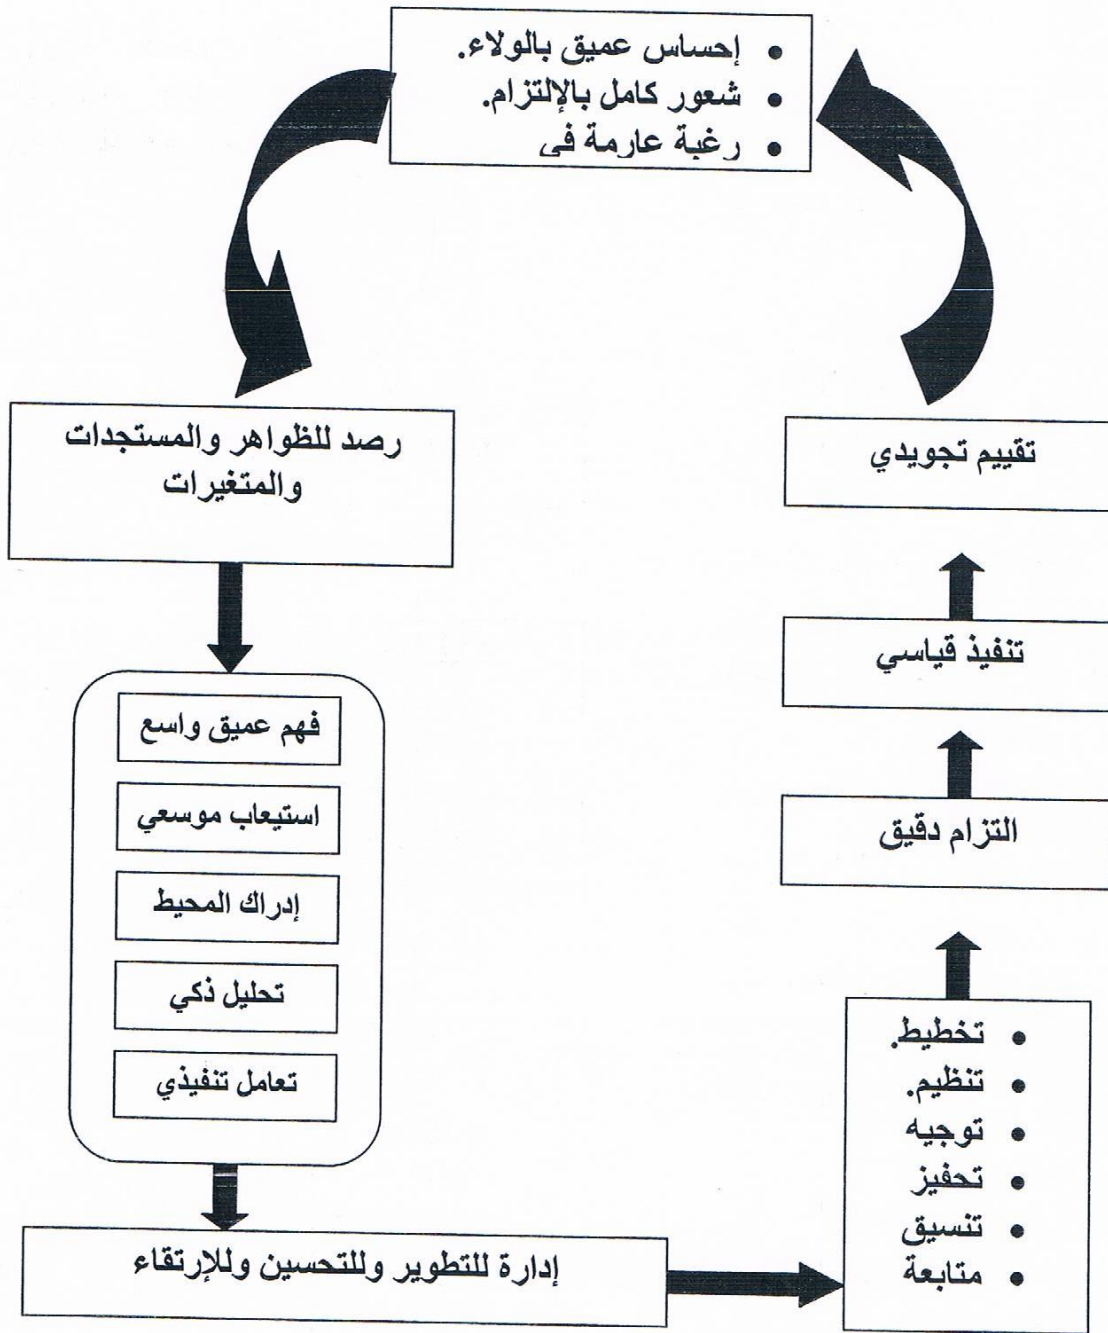 • إحساس عميق بالولاء.
• شعور كامل بالإلتزام.
• رغبة عارمة فى
رصد للظواهر والمستجدات
والمتغيرات
فهم عميق واسع
استيعاب موسعي
إدراك المحيط
تحليل ذكي
تعامل تنفيذي
إدارة للتطوير وللتحسين وللإرتقاء
• تخطيط.
• تنظيم.
• توجيه
• تحفيز
• تنسيق
• متابعة
التزام دقيق
تنفيذ قياسي
تقييم تجويدي